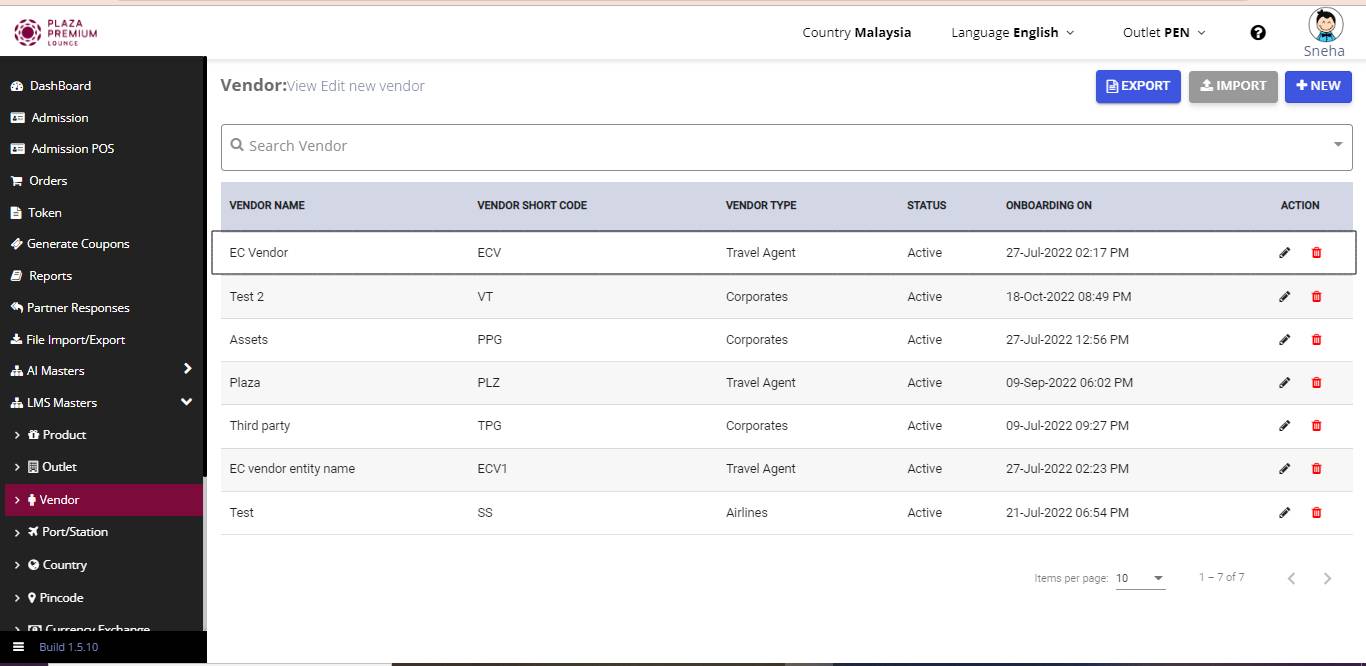 PLAZA
PREMIUM
LOUNGE
Country Malaysia
Language English
Outlet PEN
?
Sneha
DashBoard
Admission
Admission POS
Orders
Token
Generate Coupons
Reports
Partner Responses
File Import/Export
AI Masters
LMS Masters
Product
Outlet
Vendor
Port/Station
Country
Pincode
Currency Exchange
Build 1.5.10
Vendor:View Edit new vendor
EXPORT
IMPORT
+ NEW
Search Vendor
VENDOR NAME VENDOR SHORT CODE VENDOR TYPE STATUS ONBOARDING ON ACTION
EC Vendor ECV Travel Agent Active 27-Jul-2022 02:17 PM
Test 2 VT Corporates Active 18-Oct-2022 08:49 PM
Assets PPG Corporates Active 27-Jul-2022 12:56 PM
Plaza PLZ Travel Agent Active 09-Sep-2022 06:02 PM
Third party TPG Corporates Active 09-Jul-2022 09:27 PM
EC vendor entity name ECV1 Travel Agent Active 27-Jul-2022 02:23 PM
Test SS Airlines Active 21-Jul-2022 06:54 PM
Items per page: 10 1 – 7 of 7